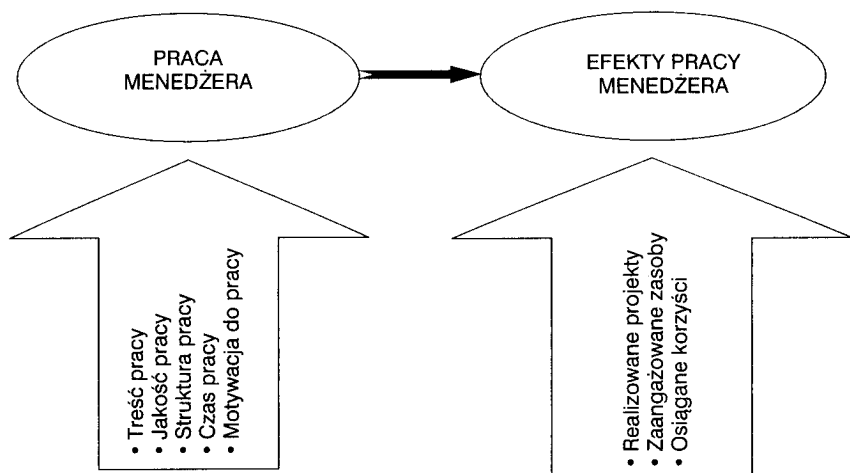 PRACA
MENEDŻERA
EFEKTY PRACY
MENEDŻERA
• Treść pracy
• Jakość pracy
• Struktura pracy
• Czas pracy
• Motywacja do pracy
• Realizowane projekty
• Zaangażowane zasoby
• Osiągane korzyści